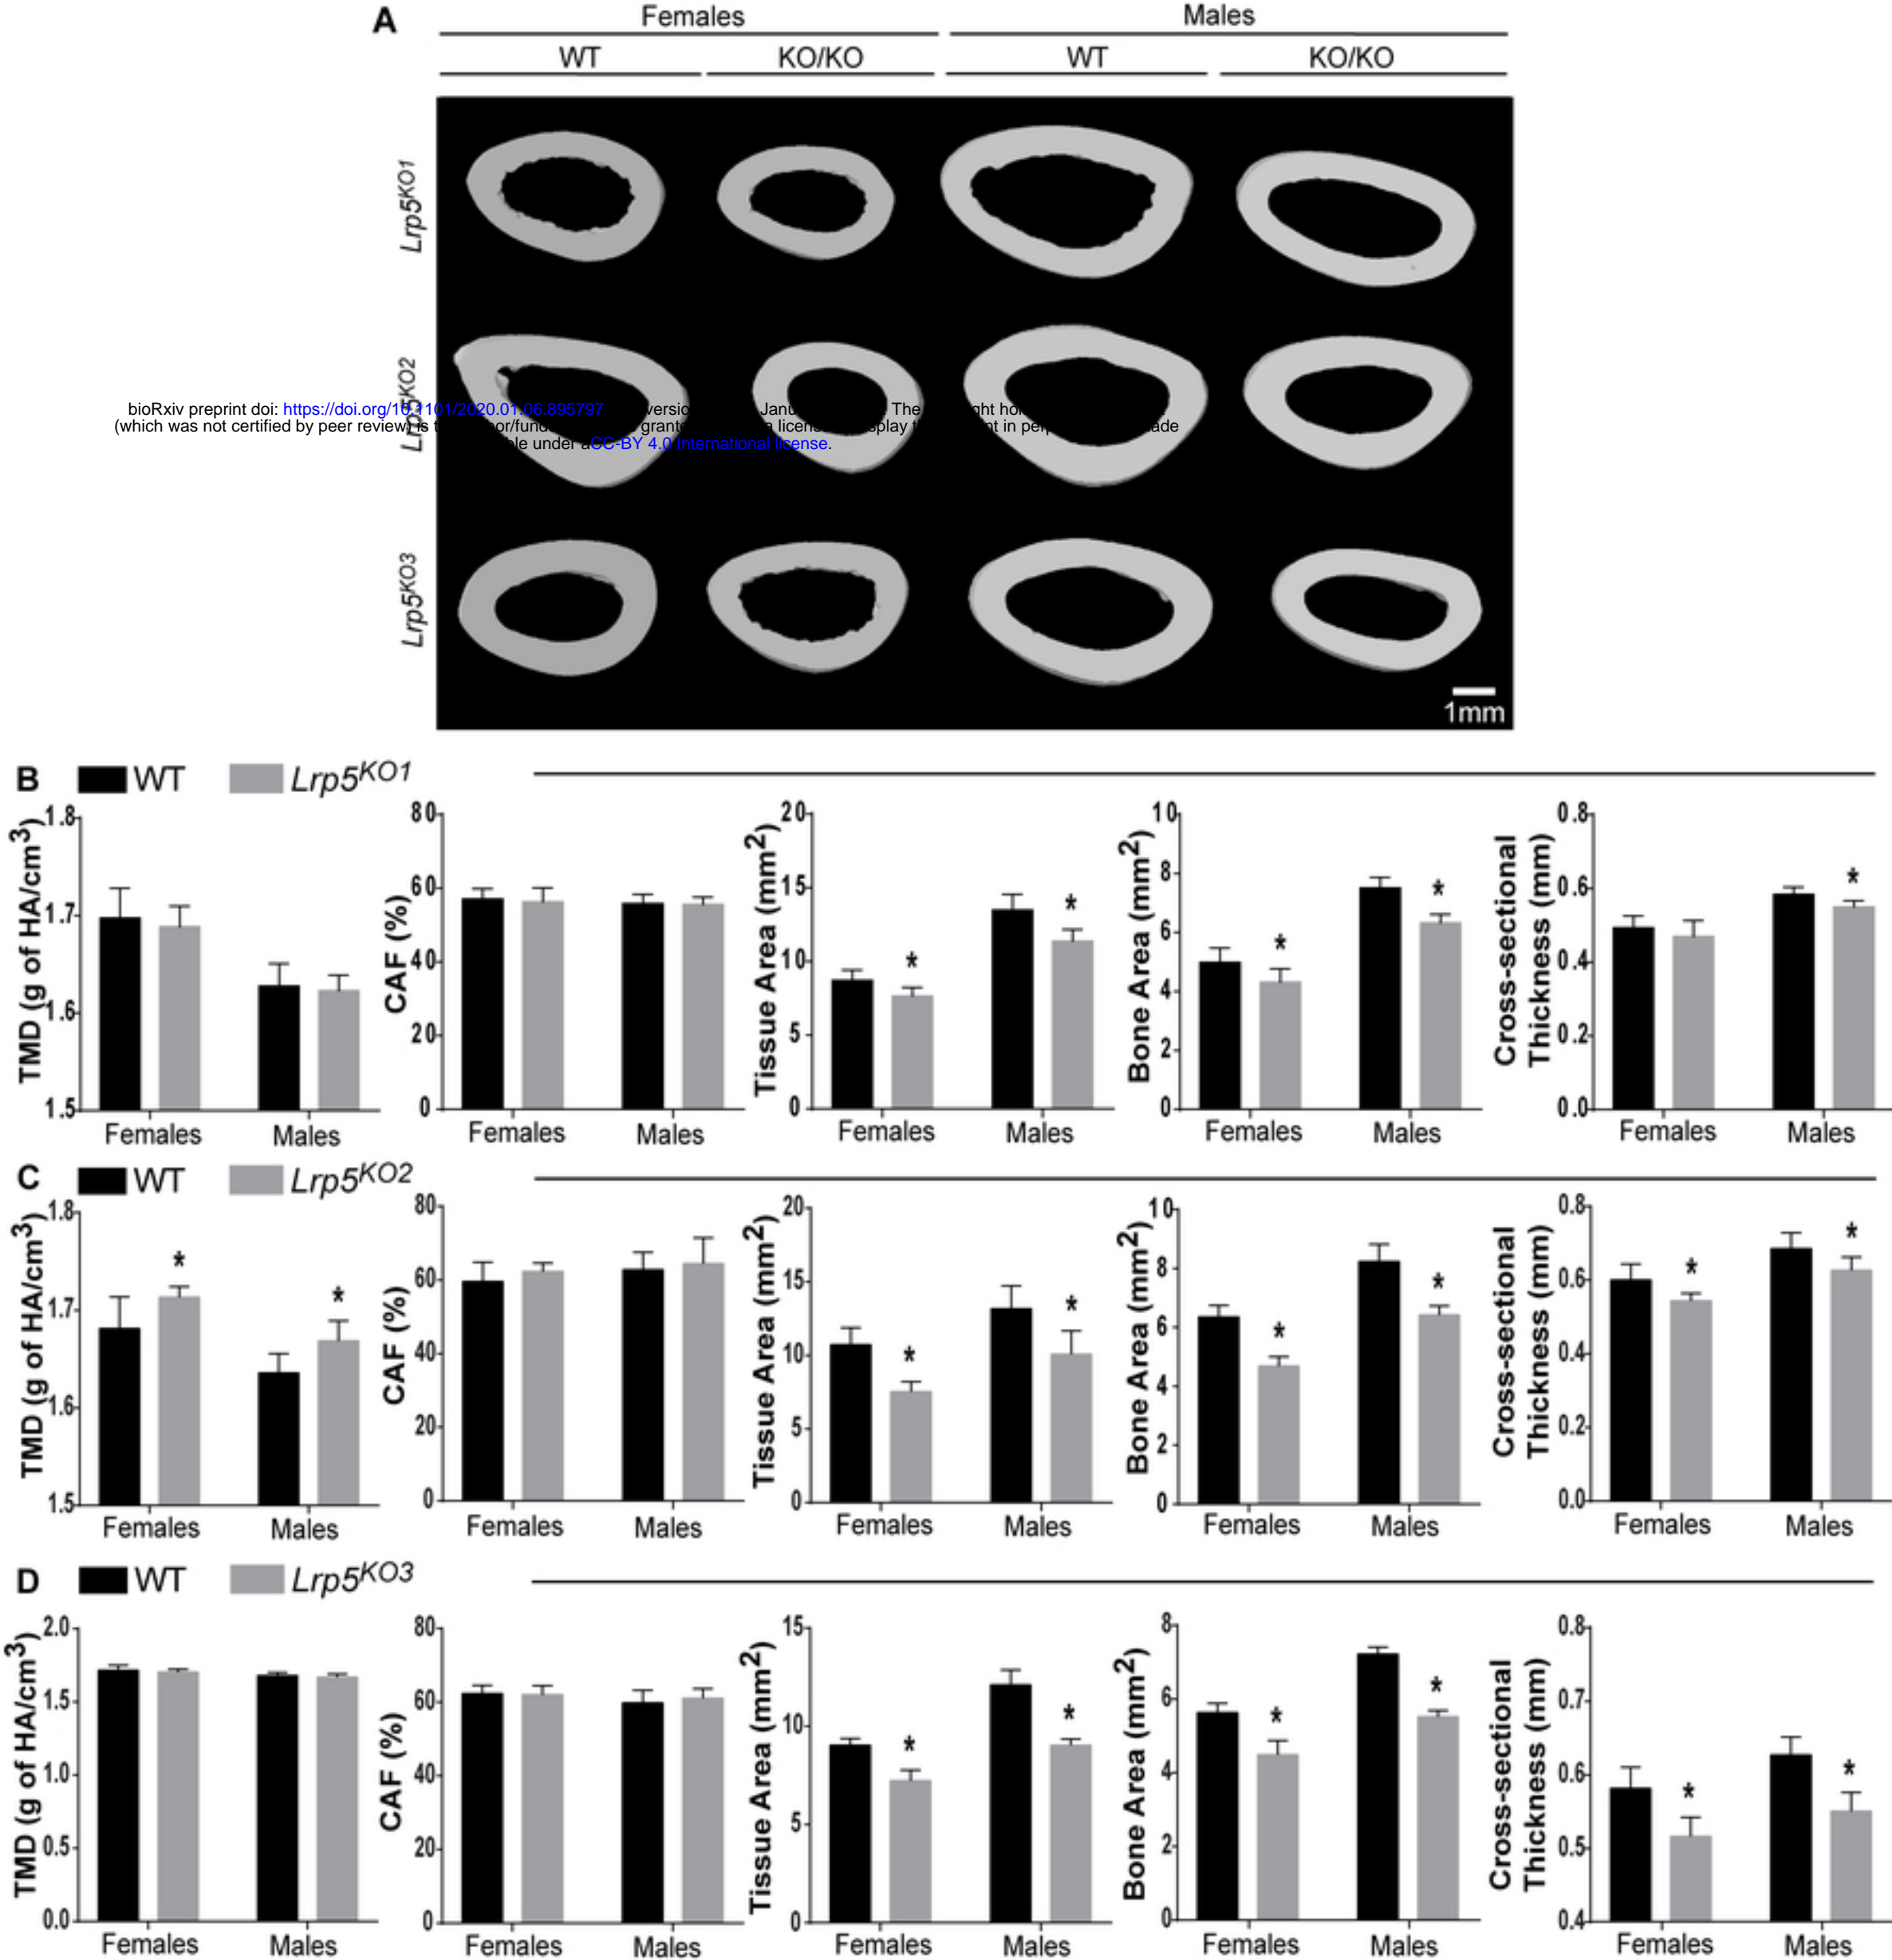 A
Females Males
WT KO/KO WT KO/KO
Lrp5KO1
Lrp5KO2
bioRxiv preprint doi: https://doi.org/10.1101/2020.01.06.895797
(which was not certified by peer review) is
under aCC-BY 4.0 International license.
Lrp5KO3
1mm
B WT Lrp5KO1
TMD (g of HA/cm3)
1.8
1.7
1.6
1.5
Females Males
CAF (%)
80
60
40
20
0
Females Males
Tissue Area (mm2)
20
15
10
5
0
* *
Females Males
Bone Area (mm2)
10
8
6
4
2
0
* *
Females Males
Cross-sectional
Thickness (mm)
0.8
0.6
0.4
0.2
0.0
*
Females Males
C WT Lrp5KO2
TMD (g of HA/cm3)
1.8
1.7
1.6
1.5
* *
Females Males
CAF (%)
80
60
40
20
0
Females Males
Tissue Area (mm2)
20
15
10
5
0
* *
Females Males
Bone Area (mm2)
10
8
6
4
2
0
* *
Females Males
Cross-sectional
Thickness (mm)
0.8
0.6
0.4
0.2
0.0
* *
Females Males
D WT Lrp5KO3
TMD (g of HA/cm3)
2.0
1.5
1.0
0.5
0.0
Females Males
CAF (%)
80
60
40
20
0
Females Males
Tissue Area (mm2)
15
10
5
0
* *
Females Males
Bone Area (mm2)
8
6
4
2
0
* *
Females Males
Cross-sectional
Thickness (mm)
0.8
0.7
0.6
0.5
0.4
* *
Females Males